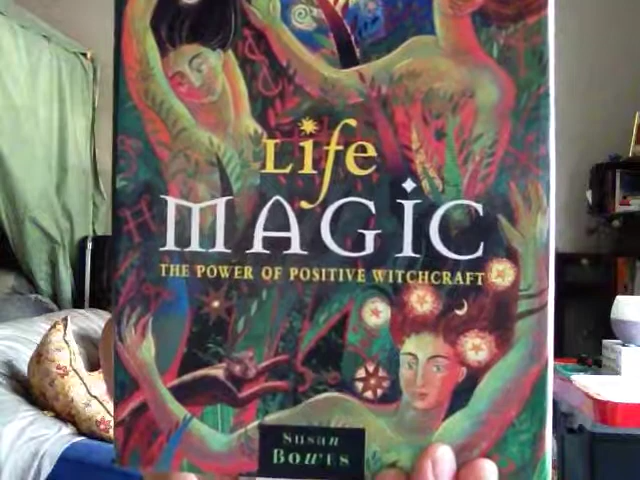 Life
MAGIC
THE POWER OF POSITIVE WITCHCRAFT
Susan
BOWES